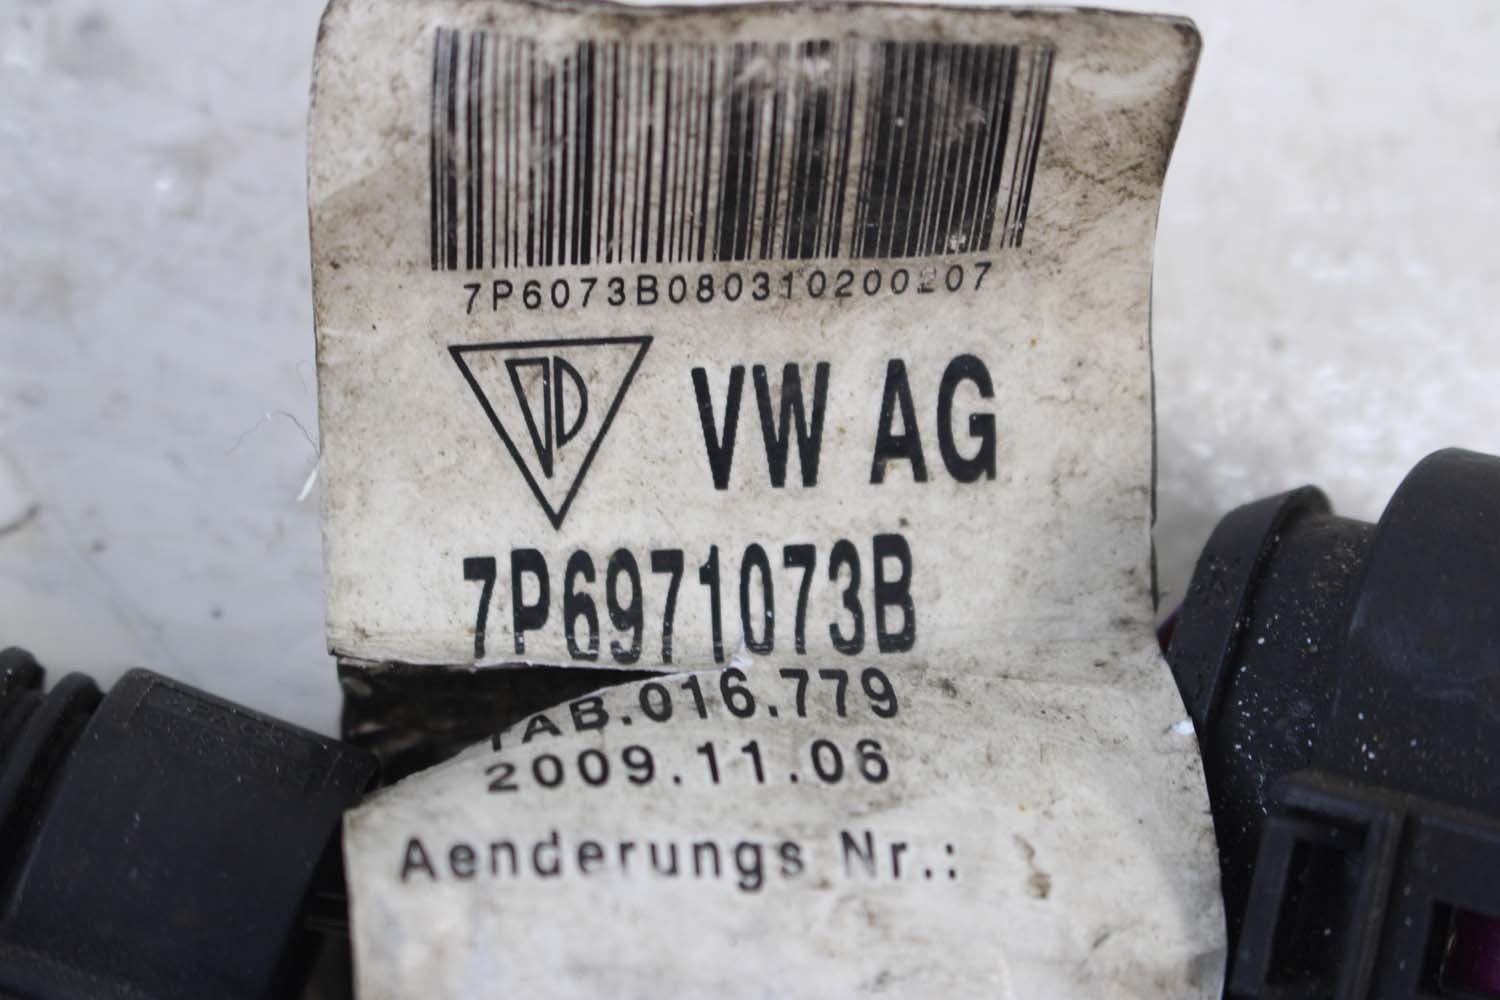 7P6073B080310200207
VW AG
7P6971073B
TAB.016.779
2009.11.06
Aenderungs Nr.: